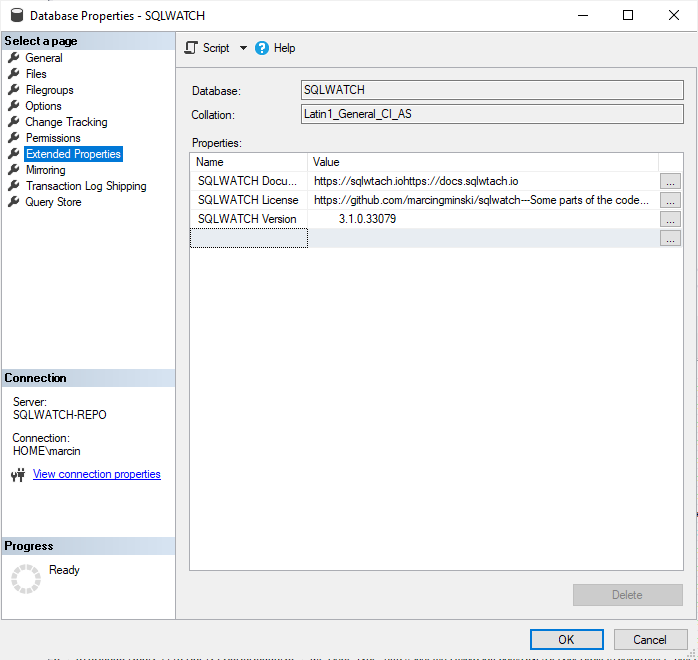 Database Properties - SQLWATCH
Select a page
General
Files
Filegroups
Options
Change Tracking
Permissions
Extended Properties
Mirroring
Transaction Log Shipping
Query Store
Script
Help
Database:
SQLWATCH
Collation:
Latin1_General_CI_AS
Properties:
Name Value
SQLWATCH Docu... https://sqlwtach.iohttps://docs.sqlwtach.io ...
SQLWATCH License https://github.com/marcingminski/sqlwatch---Some parts of the code... ...
SQLWATCH Version 3.1.0.33079 ...
...
Connection
Server:
SQLWATCH-REPO
Connection:
HOME\marcin
View connection properties
Progress
Ready
Delete
OK
Cancel